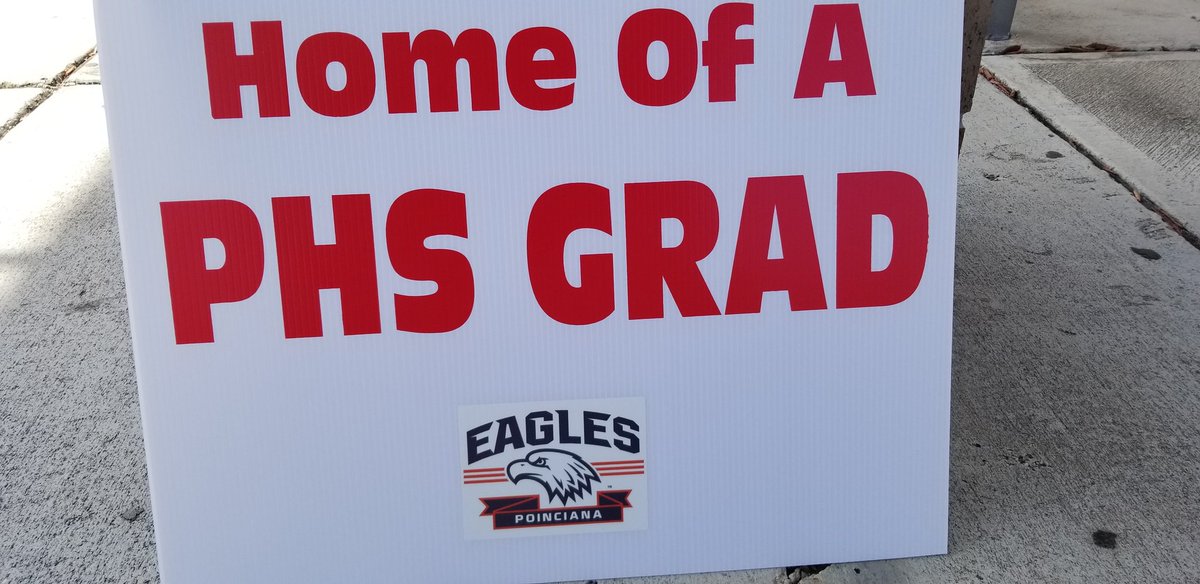 Home Of A
PHS GRAD
EAGLES
POINCIANA